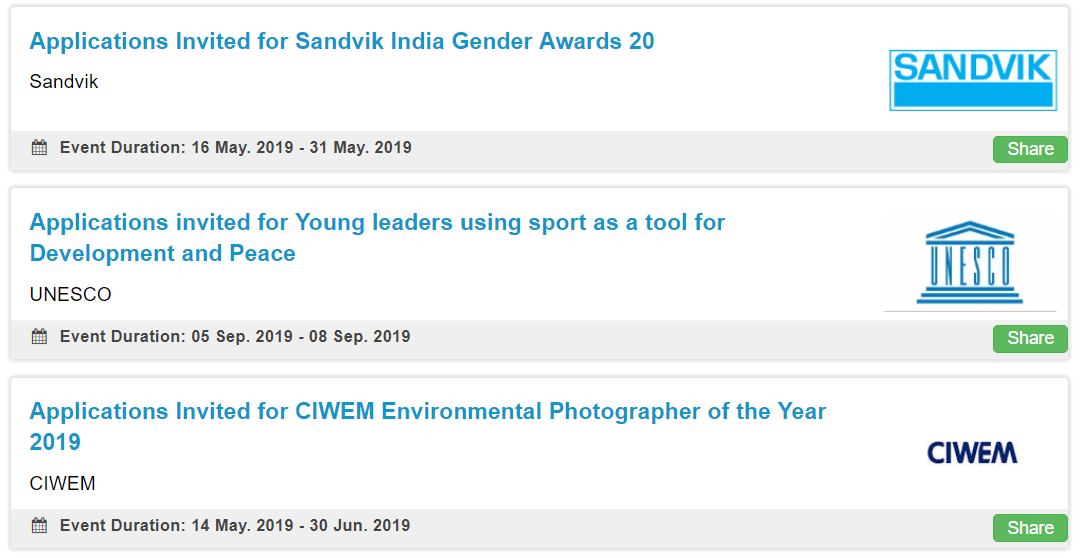 Applications Invited for Sandvik India Gender Awards 20
Sandvik
SANDVIK
Event Duration: 16 May. 2019 - 31 May. 2019
Share
Applications invited for Young leaders using sport as a tool for
Development and Peace
UNESCO
UNESCO
Event Duration: 05 Sep. 2019 - 08 Sep. 2019
Share
Applications Invited for CIWEM Environmental Photographer of the Year
2019
CIWEM
CIWEM
Event Duration: 14 May. 2019 - 30 Jun. 2019
Share